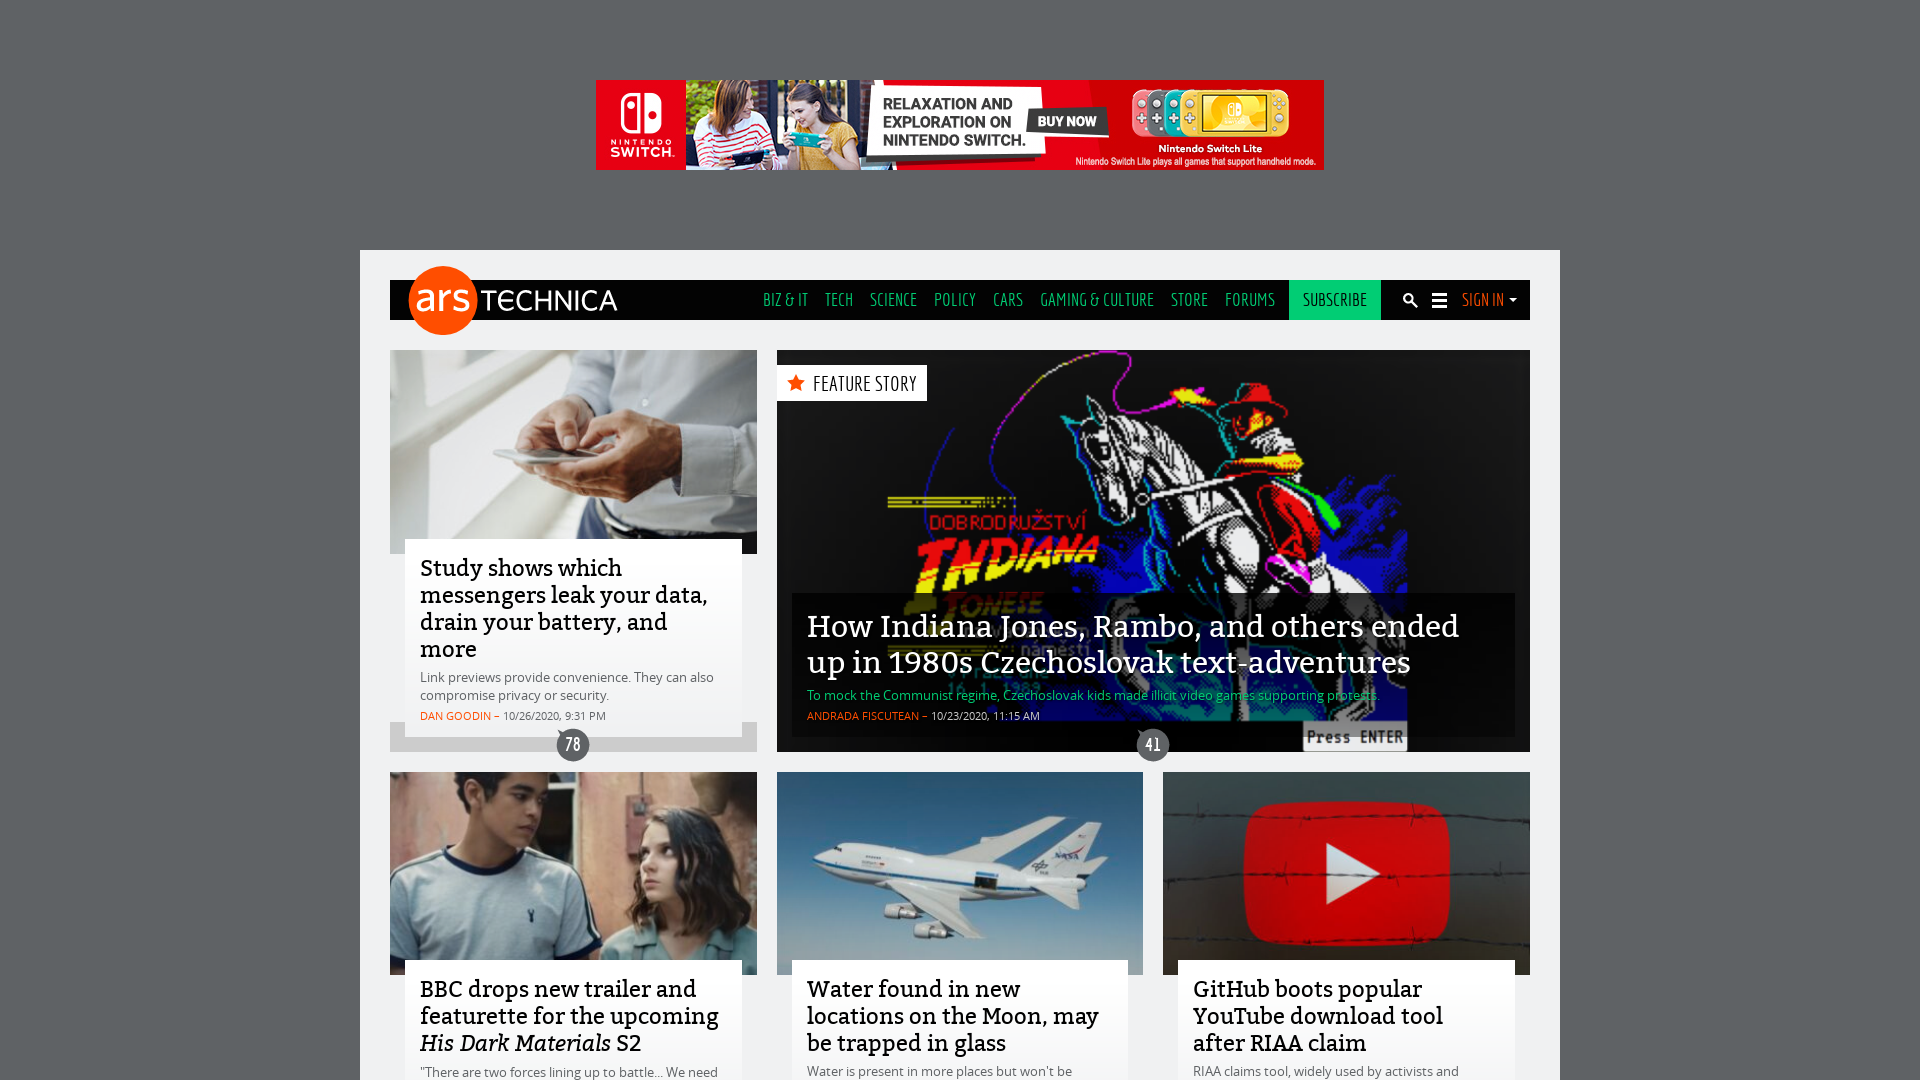 NINTENDO
SWITCH.
RELAXATION AND
EXPLORATION ON
NINTENDO SWITCH.
BUY NOW
Nintendo Switch Lite
Nintendo Switch Lite plays all games that support handheld mode.
ars TECHNICA
BIZ & IT TECH SCIENCE POLICY CARS GAMING & CULTURE STORE FORUMS SUBSCRIBE SIGN IN
FEATURE STORY
DOBRODRUŽSTVÍ
INDIANA
JONESE
náměstí
Press ENTER
Study shows which
messengers leak your data,
drain your battery, and
more
Link previews provide convenience. They can also
compromise privacy or security.
DAN GOODIN – 10/26/2020, 9:31 PM
78
How Indiana Jones, Rambo, and others ended
up in 1980s Czechoslovak text-adventures
To mock the Communist regime, Czechoslovak kids made illicit video games supporting protests.
ANDRADA FISCUTEAN – 10/23/2020, 11:15 AM
41
NASA
BBC drops new trailer and
featurette for the upcoming
His Dark Materials S2
"There are two forces lining up to battle... We need
Water found in new
locations on the Moon, may
be trapped in glass
Water is present in more places but won't be
GitHub boots popular
YouTube download tool
after RIAA claim
RIAA claims tool, widely used by activists and